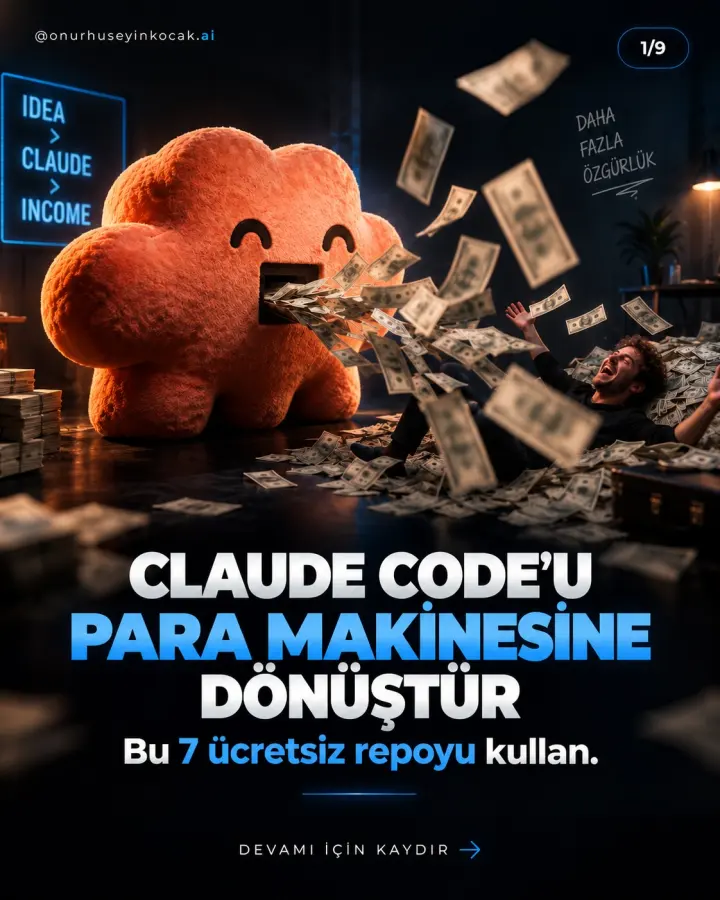 @onurhuseyinkocak.ai
1/9
IDEA
>
CLAUDE
>
INCOME
DAHA
FAZLA
ÖZGÜRLÜK
CLAUDE CODE’U
PARA MAKİNESİNE
DÖNÜŞTÜR
Bu 7 ücretsiz repoyu kullan.
DEVAMI İÇİN KAYDIR →